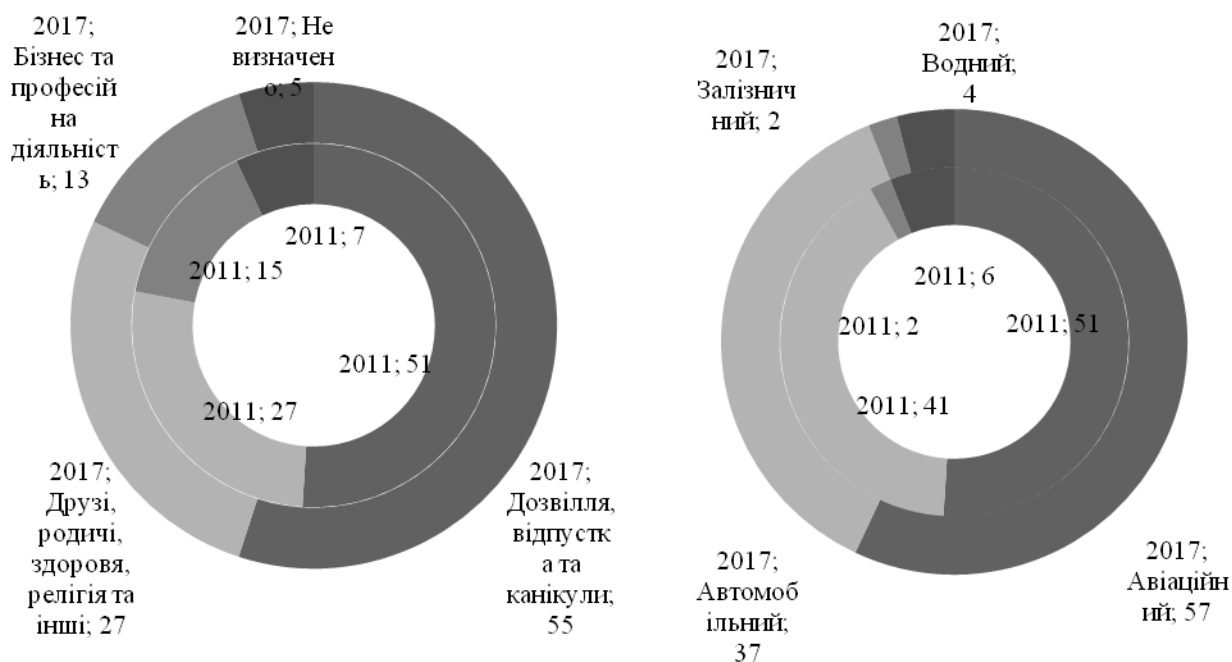 2017;
Бізнес та
професій
на
діяльніст
ь; 13
2017; Не
визначен
о; 5
2011; 7
2011; 15
2011; 51
2011; 27
2017;
Друзі,
родичі,
здоровя,
релігія та
інші; 27
2017;
Дозвілля,
відпустк
а та
канікули;
55
2017;
Залізнич
ний; 2
2017;
Водний;
4
2011; 6
2011; 2
2011; 51
2011; 41
2017;
Автомоб
ільний;
37
2017;
Авіаційн
ий; 57